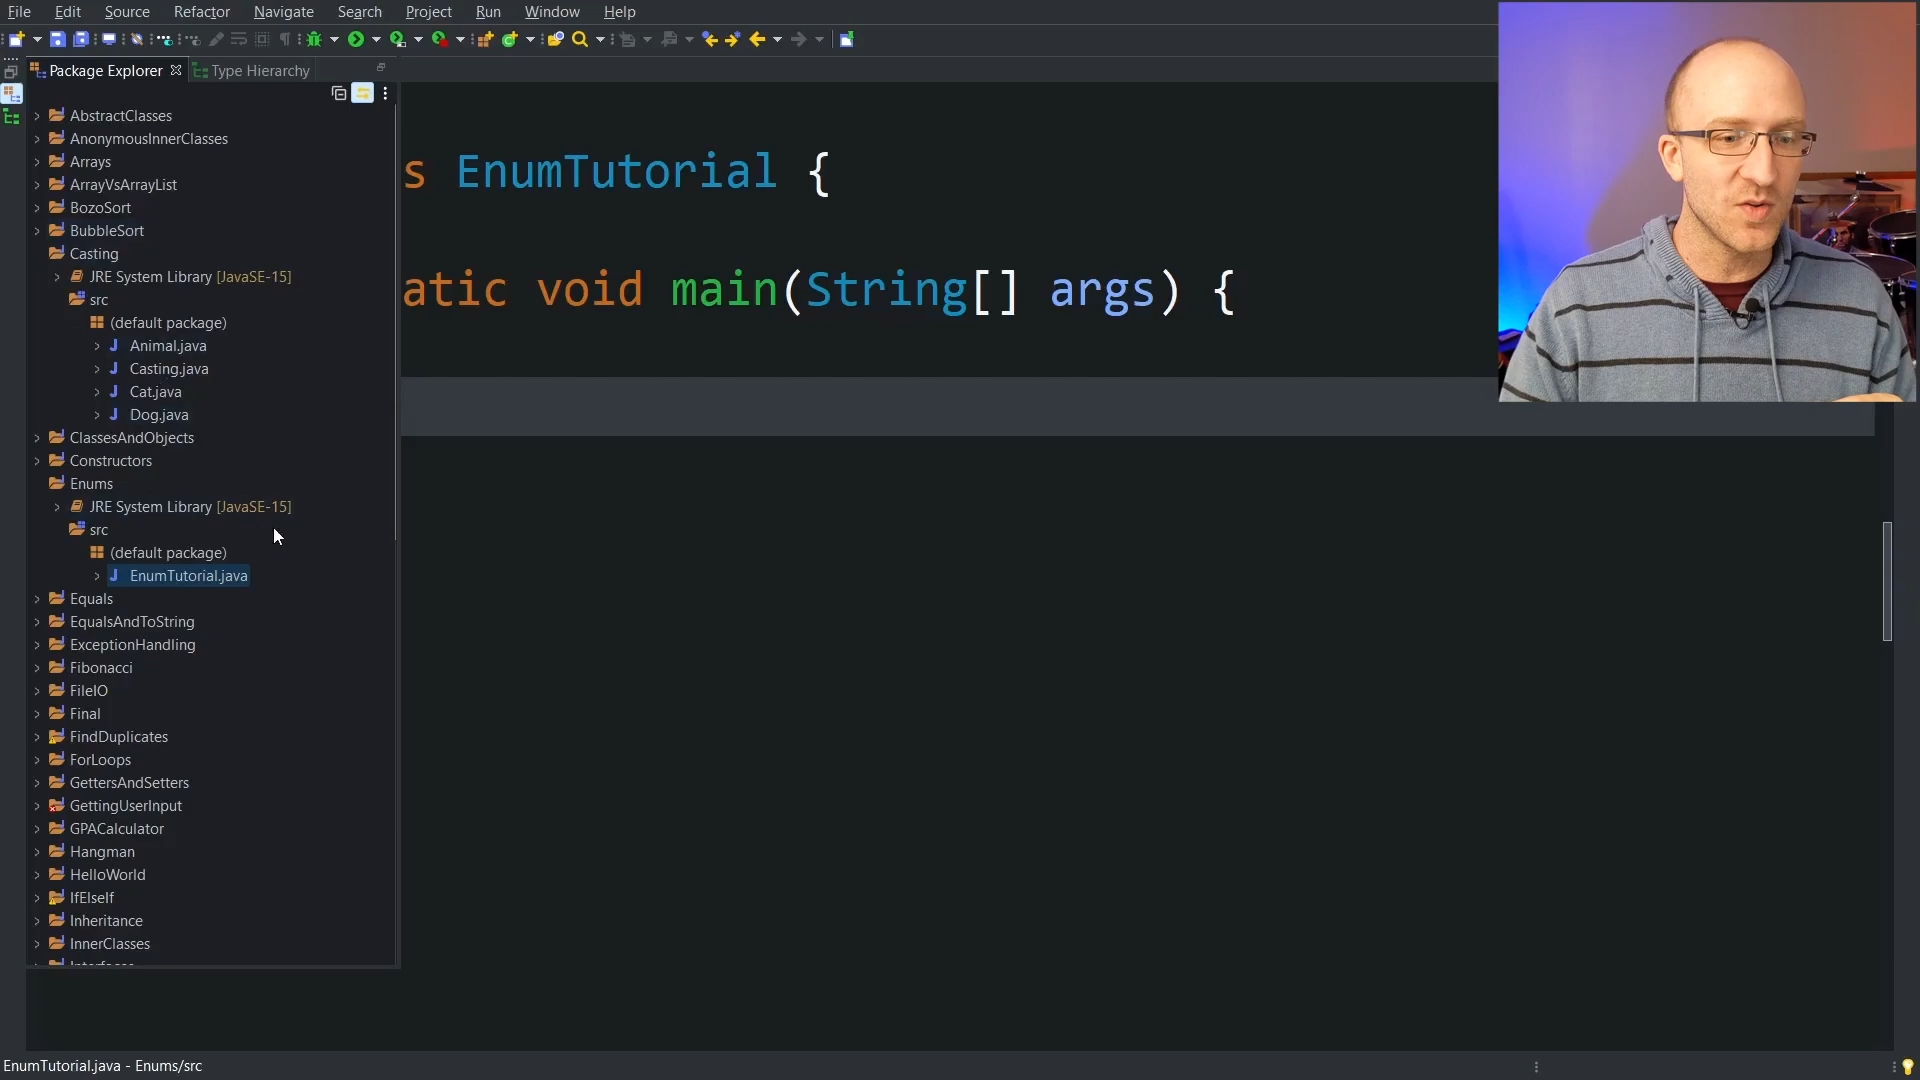 File Edit Source Refactor Navigate Search Project Run Window Help
Package Explorer Type Hierarchy
AbstractClasses
AnonymousInnerClasses
Arrays
ArrayVsArrayList
BozoSort
BubbleSort
Casting
JRE System Library [JavaSE-15]
src
(default package)
Animal.java
Casting.java
Cat.java
Dog.java
ClassesAndObjects
Constructors
Enums
JRE System Library [JavaSE-15]
src
(default package)
EnumTutorial.java
Equals
EqualsAndToString
ExceptionHandling
Fibonacci
FileIO
Final
FindDuplicates
ForLoops
GettersAndSetters
GettingUserInput
GPACalculator
Hangman
HelloWorld
IfElseIf
Inheritance
InnerClasses
s EnumTutorial {
atic void main(String[] args) {
EnumTutorial.java - Enums/src